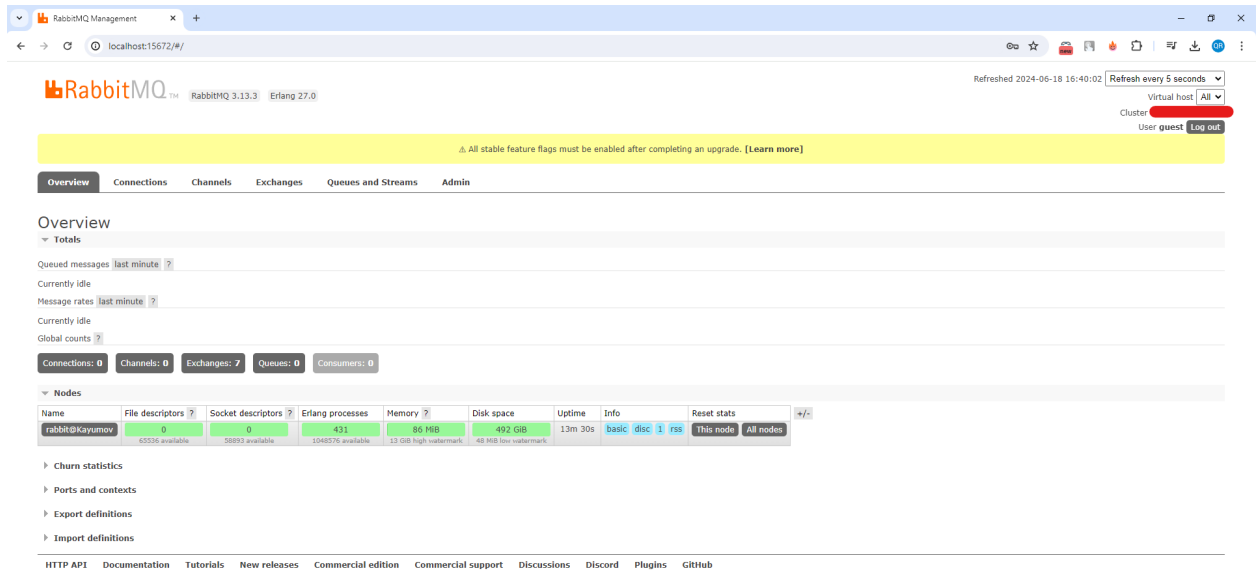 RabbitMQ Management
localhost:15672/#/
QR
RabbitMQ TM RabbitMQ 3.13.3 Erlang 27.0
Refreshed 2024-06-18 16:40:02 Refresh every 5 seconds
Virtual host All
Cluster
User guest Log out
⚠ All stable feature flags must be enabled after completing an upgrade. [Learn more]
Overview Connections Channels Exchanges Queues and Streams Admin
Overview
Totals
Queued messages last minute ?
Currently idle
Message rates last minute ?
Currently idle
Global counts ?
Connections: 0 Channels: 0 Exchanges: 7 Queues: 0 Consumers: 0
Nodes
Name File descriptors ? Socket descriptors ? Erlang processes Memory ? Disk space Uptime Info Reset stats +/-
rabbit@Kayumov 0 0 431 86 MiB 492 GiB 13m 30s basic disc 1 rss This node All nodes
65536 available 58893 available 1048576 available 13 GiB high watermark 48 MiB low watermark
Churn statistics
Ports and contexts
Export definitions
Import definitions
HTTP API Documentation Tutorials New releases Commercial edition Commercial support Discussions Discord Plugins GitHub